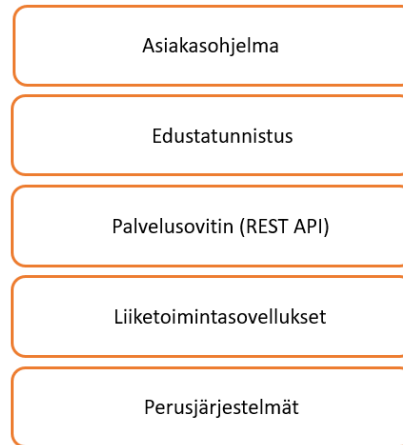 Asiakasohjelma
Edustatunnistus
Palvelusovitin (REST API)
Liiketoimintasovellukset
Perusjärjestelmät